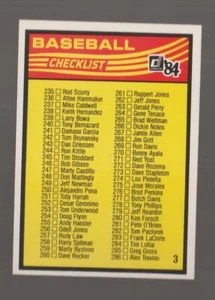 BASEBALL
CHECKLIST
'84
235 Rod Scurry
236 Atlee Hammaker
237 Mike Caldwell
238 Keith Hernandez
239 Larry Bowa
240 Tony Bernazard
241 Damaso Garcia
242 Tom Brunansky
243 Dan Driessen
244 Ron Kittle
245 Tim Stoddard
246 Bob Gibson
247 Marty Castillo
248 Don Mattingly
249 Jeff Newman
250 Alejandro Pena
251 Toby Harrah
252 Cesar Geronimo
253 Tom Underwood
254 Doug Flynn
255 Andy Hassler
256 Odell Jones
257 Rudy Law
258 Harry Spilman
259 Marty Bystrom
260 Dave Rucker
261 Ruppert Jones
262 Jeff Jones
263 Gerald Perry
264 Gene Tenace
265 Brad Wellman
266 Dickie Noles
267 Jamie Allen
268 Jim Gott
269 Ron Davis
270 Benny Ayala
271 Ned Yost
272 Dave Rozema
273 Dave Stapleton
274 Lou Piniella
275 Jose Morales
276 Broderick Perkins
277 Butch Davis
278 Tony Phillips
279 Jeff Reardon
280 Ken Forsch
281 Pete O'Brien
282 Tom Paciorek
283 Frank LaCorte
284 Tim Lollar
285 Greg Gross
286 Alex Trevino
3